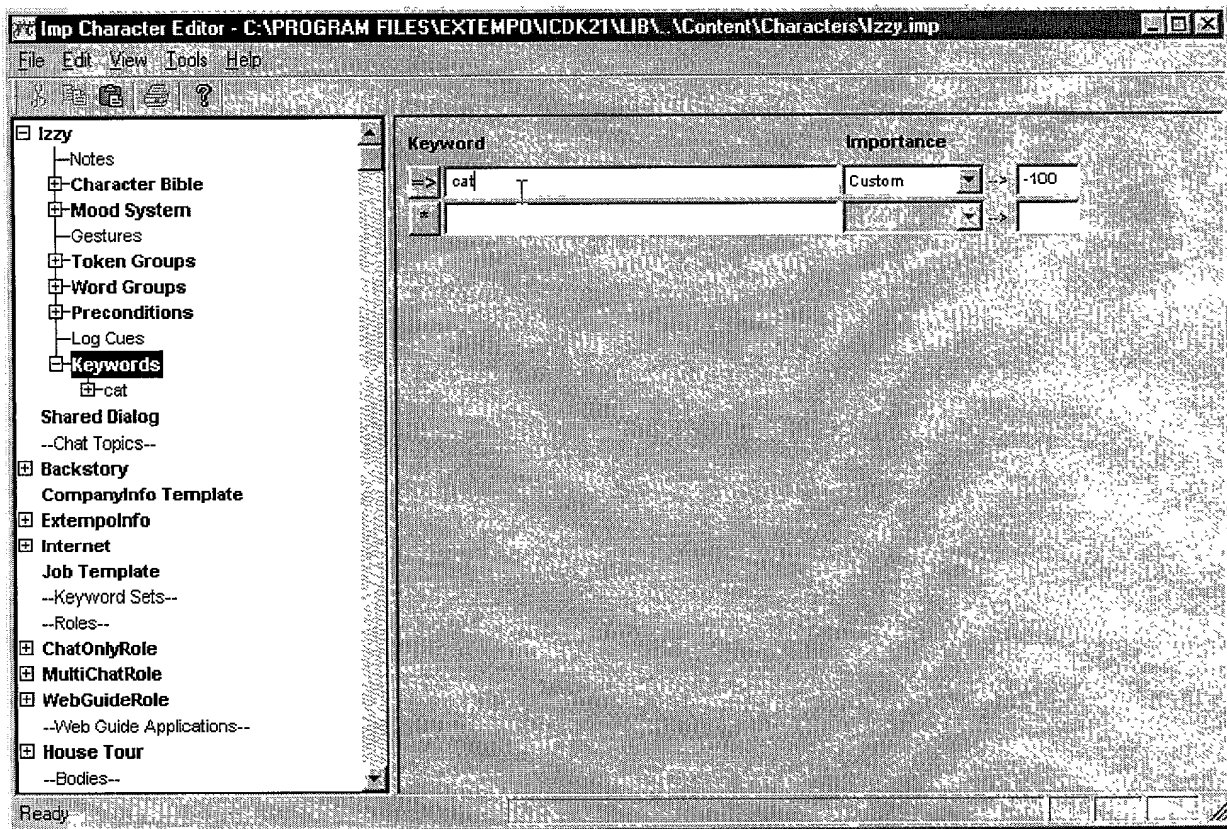 Imp Character Editor - C:\PROGRAM FILES\EXTEMPO\ICDK21\LIB\..\Content\Characters\Izzy.imp
File Edit View Tools Help
Izzy
Notes
Character Bible
Mood System
Gestures
Token Groups
Word Groups
Preconditions
Log Cues
Keywords
cat
Shared Dialog
--Chat Topics--
Backstory
CompanyInfo Template
ExtempoInfo
Internet
Job Template
--Keyword Sets--
--Roles--
ChatOnlyRole
MultiChatRole
WebGuideRole
--Web Guide Applications--
House Tour
--Bodies--
Keyword Importance
=> cat Custom --> -100
* -->
Ready